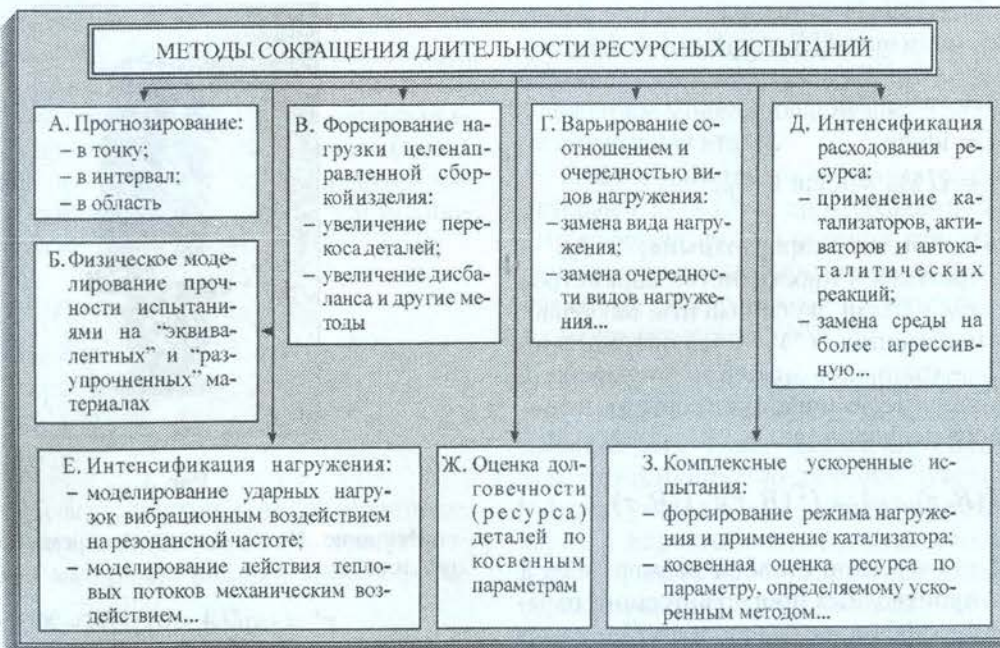 МЕТОДЫ СОКРАЩЕНИЯ ДЛИТЕЛЬНОСТИ РЕСУРСНЫХ ИСПЫТАНИЙ
А. Прогнозирование:
– в точку;
– в интервал;
– в область
Б. Физическое моде-
лирование проч-
ности испытани-
ями на "эквива-
лентных" и "раз-
упрочненных" ма-
териалах
В. Форсирование на-
грузки целенап-
равленной сбор-
кой изделия:
– увеличение пере-
коса деталей;
– увеличение дисба-
ланса и другие ме-
тоды
Г. Варьирование со-
отношением и
очередностью ви-
дов нагружения:
– замена вида нагру-
жения;
– замена очередно-
сти видов нагруже-
ния...
Д. Интенсификация
расходования ре-
сурса:
– применение ка-
тализаторов, акти-
ваторов и автока-
талитических
реакций;
– замена среды на
более агрессив-
ную...
Е. Интенсификация нагружения:
– моделирование ударных нагру-
зок вибрационным воздействием
на резонансной частоте;
– моделирование действия тепло-
вых потоков механическим воз-
действием...
Ж. Оценка дол-
говечности
(ресурса)
деталей по
косвенным
параметрам
З. Комплексные ускоренные ис-
пытания:
– форсирование режима нагруже-
ния и применение катализатора;
– косвенная оценка ресурса по
параметру, определяемому уско-
ренным методом...